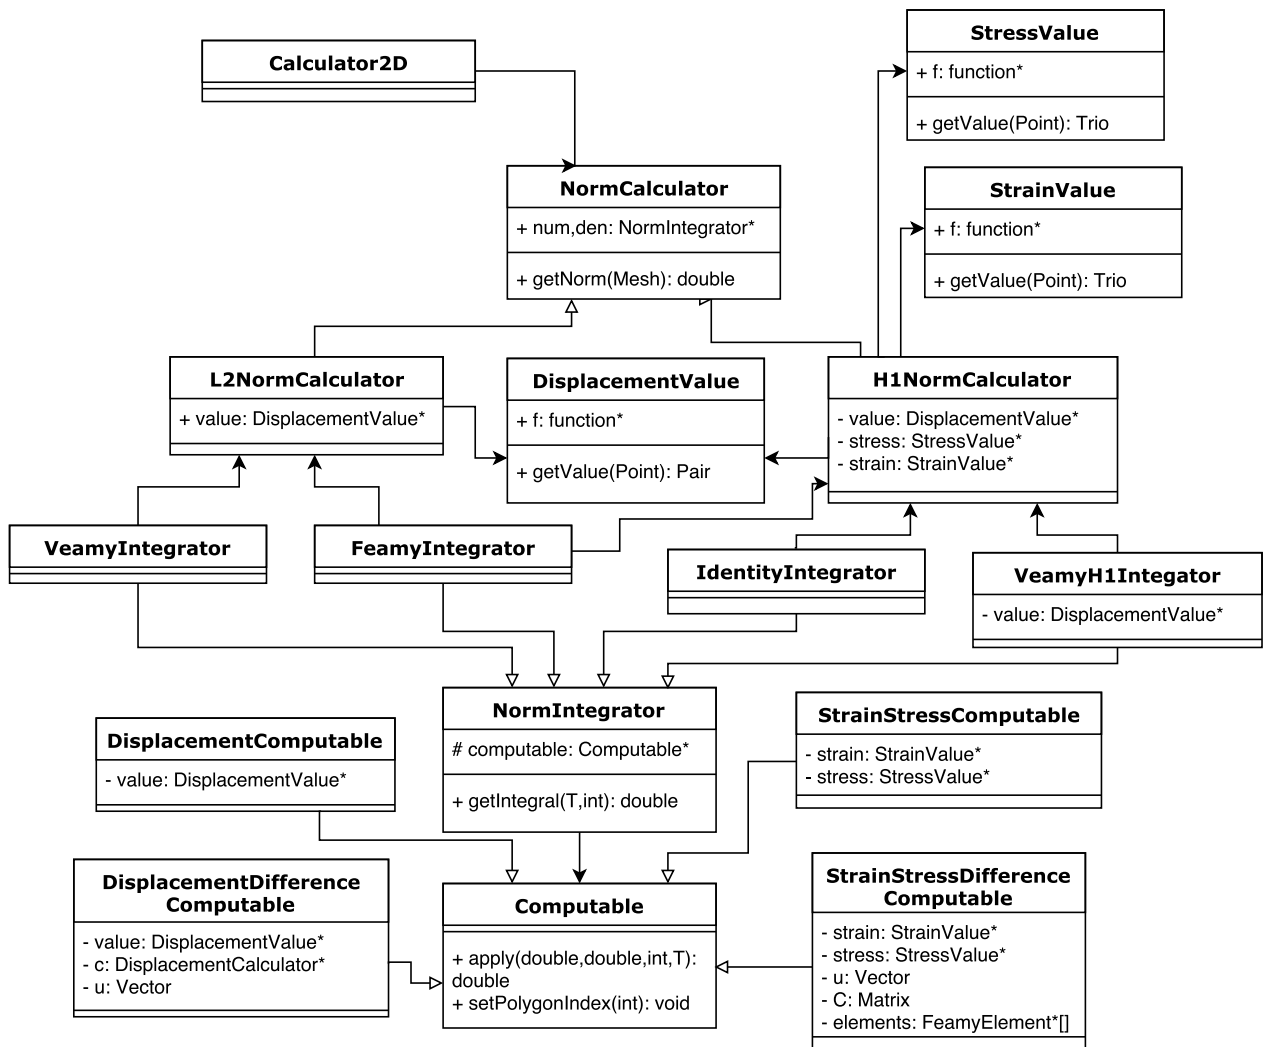 StressValue
+ f: function*
+ getValue(Point): Trio
Calculator2D
NormCalculator
+ num,den: NormIntegrator*
+ getNorm(Mesh): double
StrainValue
+ f: function*
+ getValue(Point): Trio
L2NormCalculator
+ value: DisplacementValue*
DisplacementValue
+ f: function*
+ getValue(Point): Pair
H1NormCalculator
- value: DisplacementValue*
- stress: StressValue*
- strain: StrainValue*
VeamyIntegrator
FeamyIntegrator
IdentityIntegrator
VeamyH1Integator
- value: DisplacementValue*
NormIntegrator
# computable: Computable*
+ getIntegral(T,int): double
DisplacementComputable
- value: DisplacementValue*
StrainStressComputable
- strain: StrainValue*
- stress: StressValue*
DisplacementDifference
Computable
- value: DisplacementValue*
- c: DisplacementCalculator*
- u: Vector
Computable
+ apply(double,double,int,T):
double
+ setPolygonIndex(int): void
StrainStressDifference
Computable
- strain: StrainValue*
- stress: StressValue*
- u: Vector
- C: Matrix
- elements: FeamyElement*[]